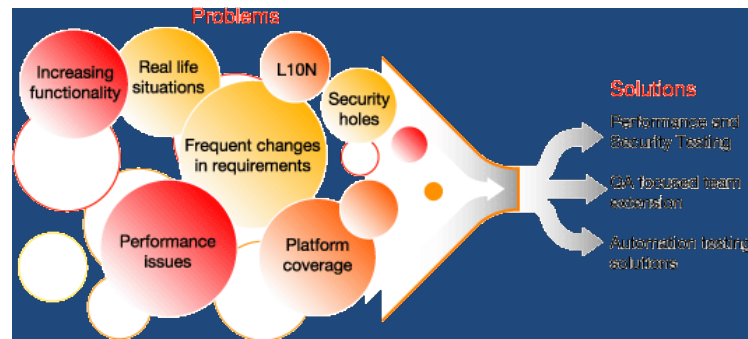 Problems
Increasing
functionality
Real life
situations
L10N
Security
holes
Frequent changes
in requirements
Performance
issues
Platform
coverage
Solutions
Performance and
Security Testing
QA focused team
extension
Automation testing
solutions